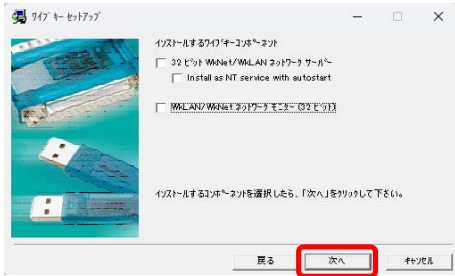 ﾜｲﾌﾞ ｷｰ ｾｯﾄｱｯﾌﾟ
ｲﾝｽﾄｰﾙするﾜｲﾌﾞｷｰｺﾝﾎﾟｰﾈﾝﾄ
32 ﾋﾞｯﾄ WkNet/WkLAN ﾈｯﾄﾜｰｸ ｻｰﾊﾞｰ
Install as NT service with autostart
WkLAN/WkNet ﾈｯﾄﾜｰｸ ﾓﾆﾀｰ (32 ﾋﾞｯﾄ)
ｲﾝｽﾄｰﾙするｺﾝﾎﾟｰﾈﾝﾄを選択したら、「次へ」をｸﾘｯｸして下さい。
戻る 次へ ｷｬﾝｾﾙ